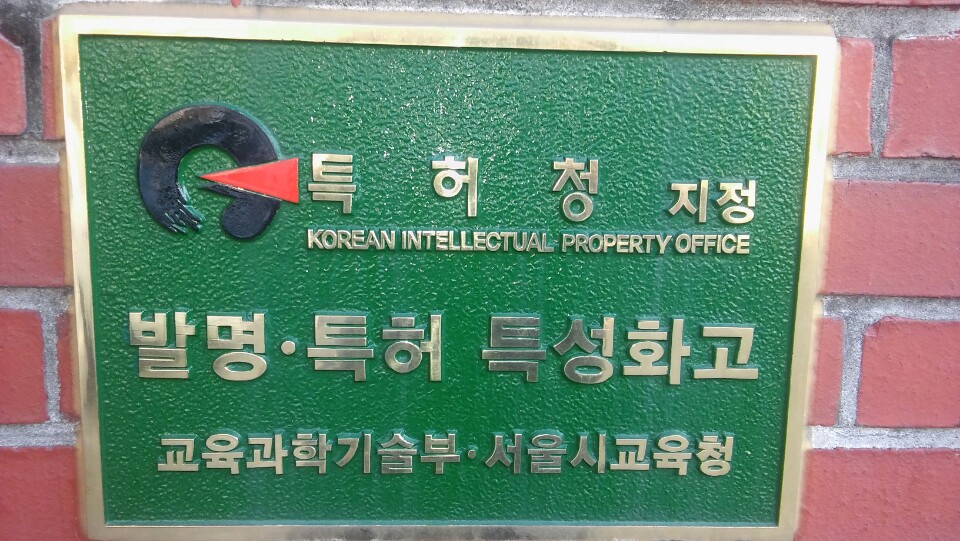 특허청 지정
KOREAN INTELLECTUAL PROPERTY OFFICE
발명·특허 특성화고
교육과학기술부·서울시교육청